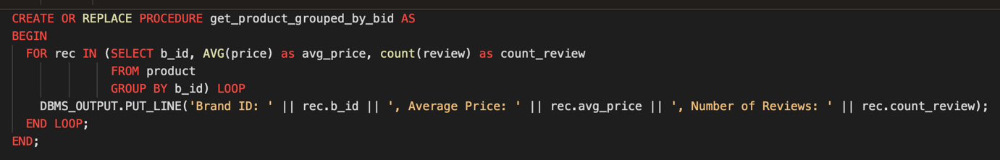 CREATE OR REPLACE PROCEDURE get_product_grouped_by_bid AS
BEGIN
  FOR rec IN (SELECT b_id, AVG(price) as avg_price, count(review) as count_review
              FROM product
              GROUP BY b_id) LOOP
    DBMS_OUTPUT.PUT_LINE('Brand ID: ' || rec.b_id || ', Average Price: ' || rec.avg_price || ', Number of Reviews: ' || rec.count_review);
  END LOOP;
END;